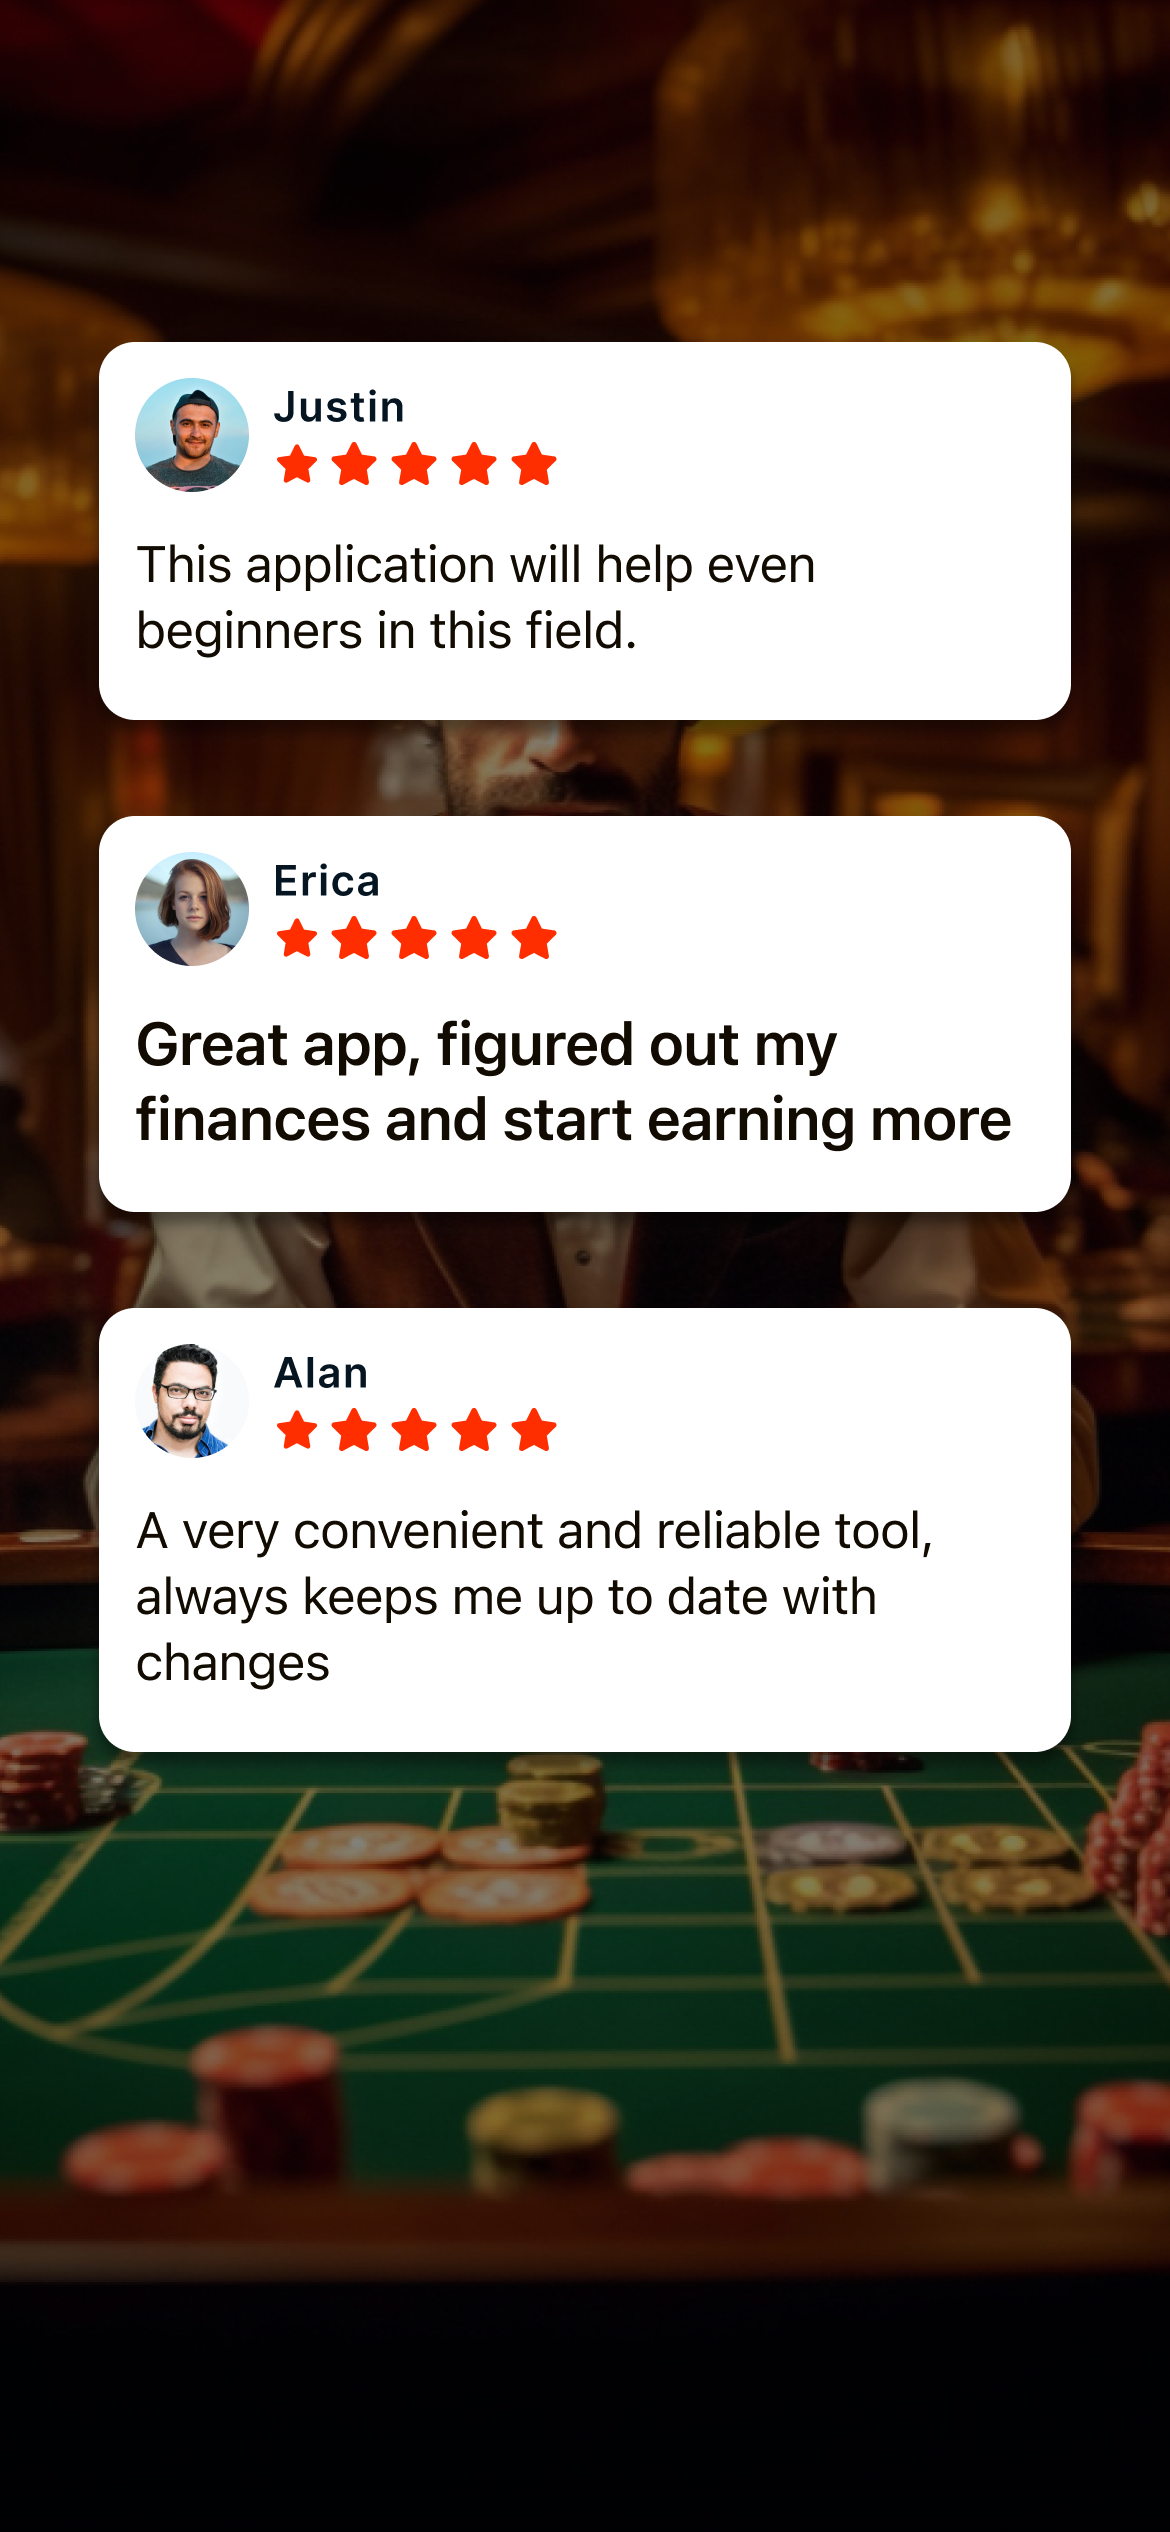 Justin
This application will help even
beginners in this field.
Erica
Great app, figured out my
finances and start earning more
Alan
A very convenient and reliable tool,
always keeps me up to date with
changes